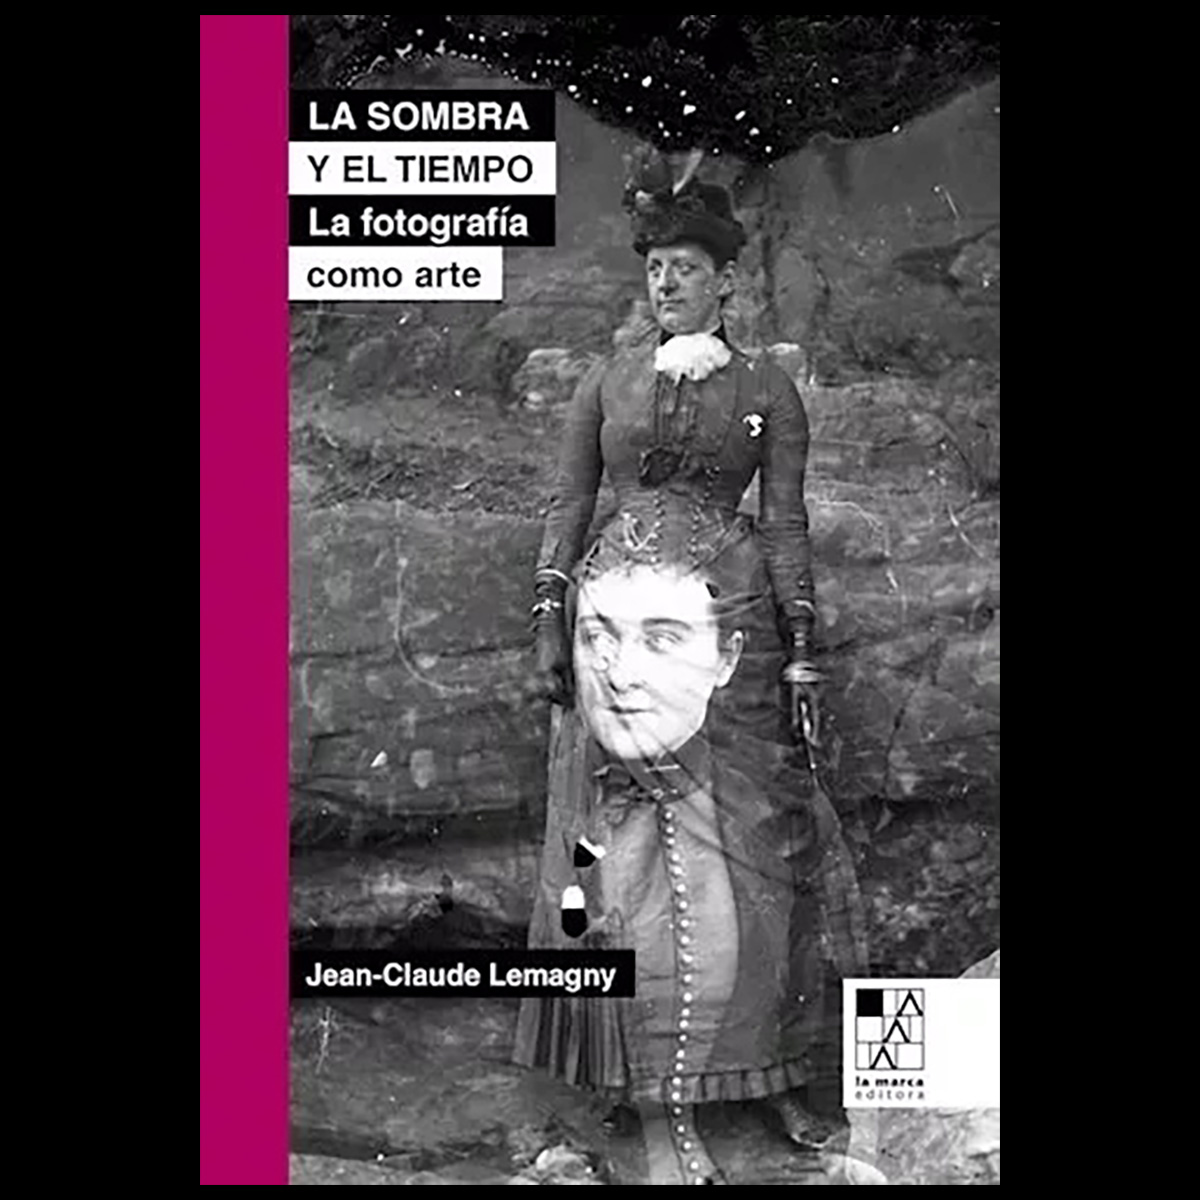 LA SOMBRA
Y EL TIEMPO
La fotografía
como arte
Jean-Claude Lemagny
la marca
editora